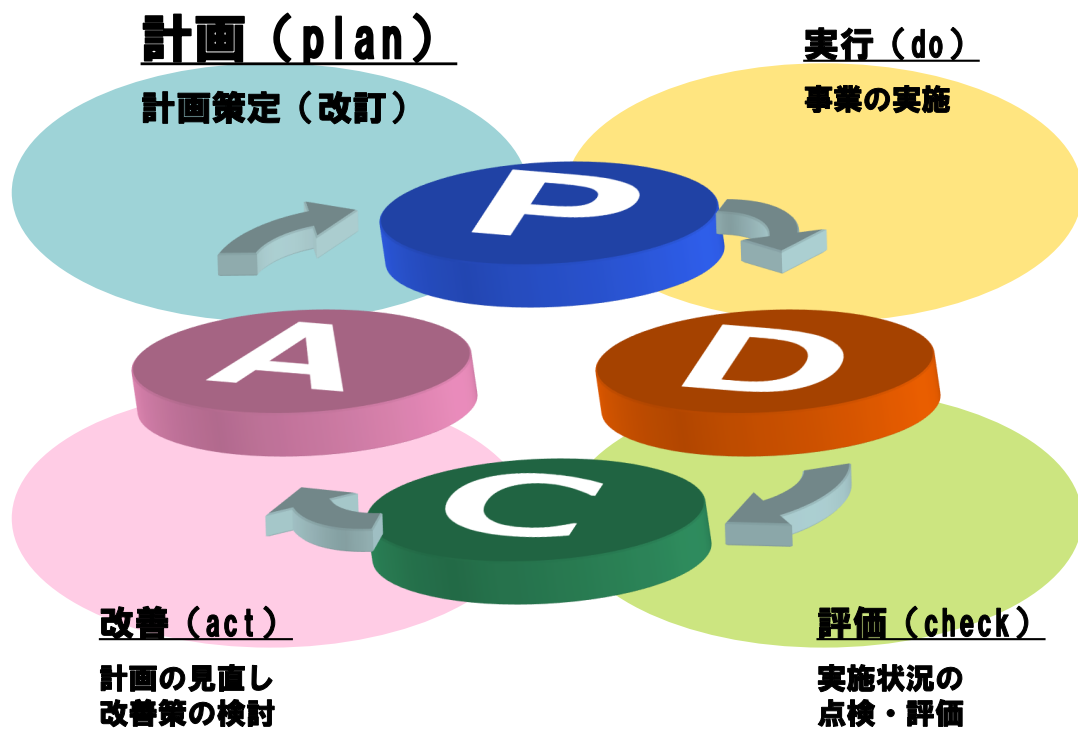 計画（plan）
計画策定（改訂）
実行（do）
事業の実施
P
A
D
C
改善（act）
計画の見直し
改善策の検討
評価（check）
実施状況の
点検・評価